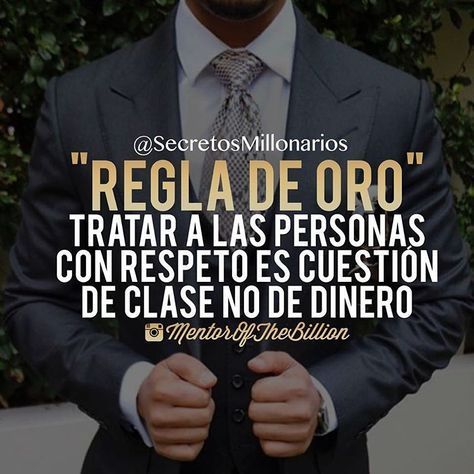 @SecretosMillonarios
"REGLA DE ORO"
TRATAR A LAS PERSONAS
CON RESPETO ES CUESTIÓN
DE CLASE NO DE DINERO
MentorOfTheBillion